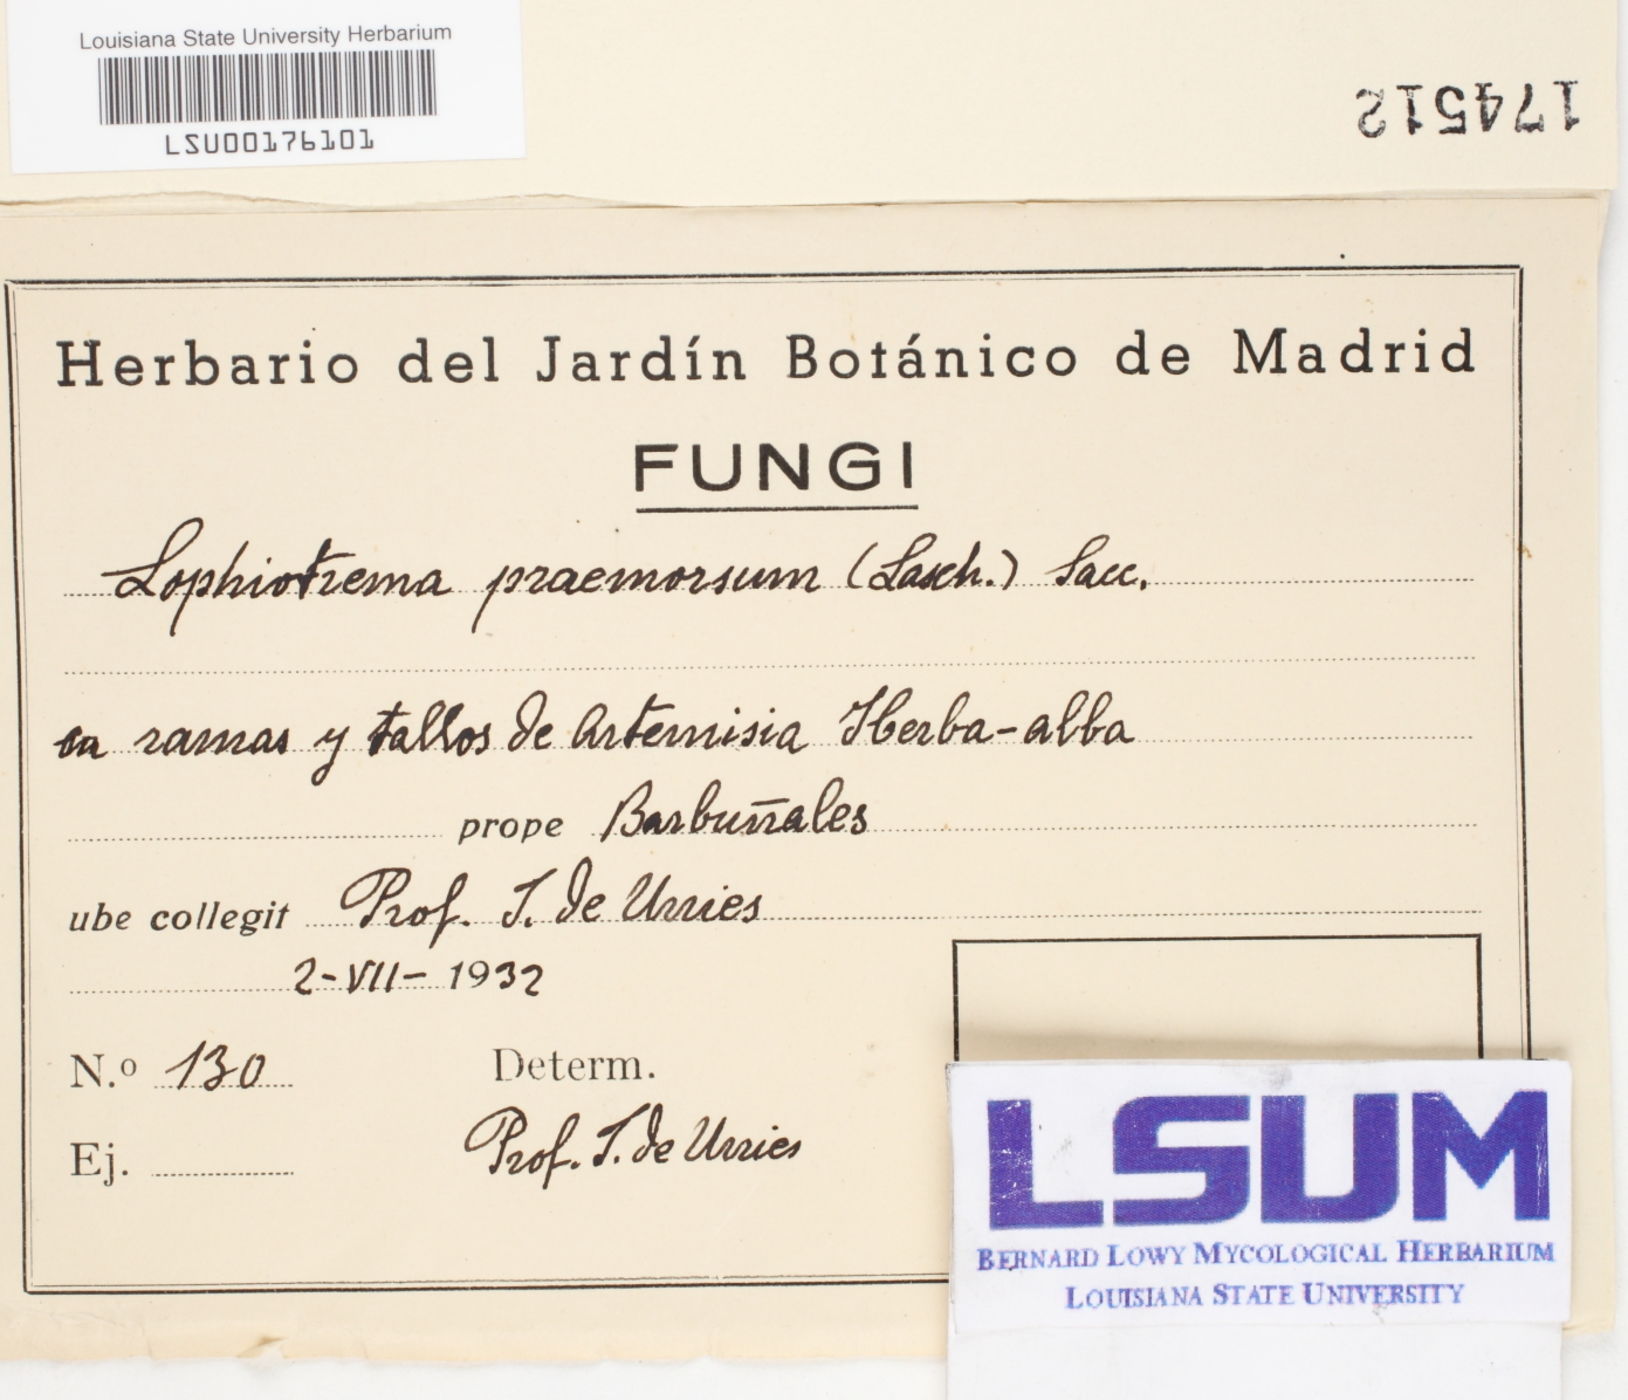 Louisiana State University Herbarium
LSU00176101
174512
Herbario del Jardín Botánico de Madrid
FUNGI
Lophiotrema praemorsum (Lasch.) Sacc.
en ramas y tallos de Artemisia Herba-alba
prope Barbuñales
ube collegit Prof. J. de Urries
2-VII-1932
N.º 130 Determ.
Ej. Prof. J. de Urries
LSUM
BERNARD LOWY MYCOLOGICAL HERBARIUM
LOUISIANA STATE UNIVERSITY